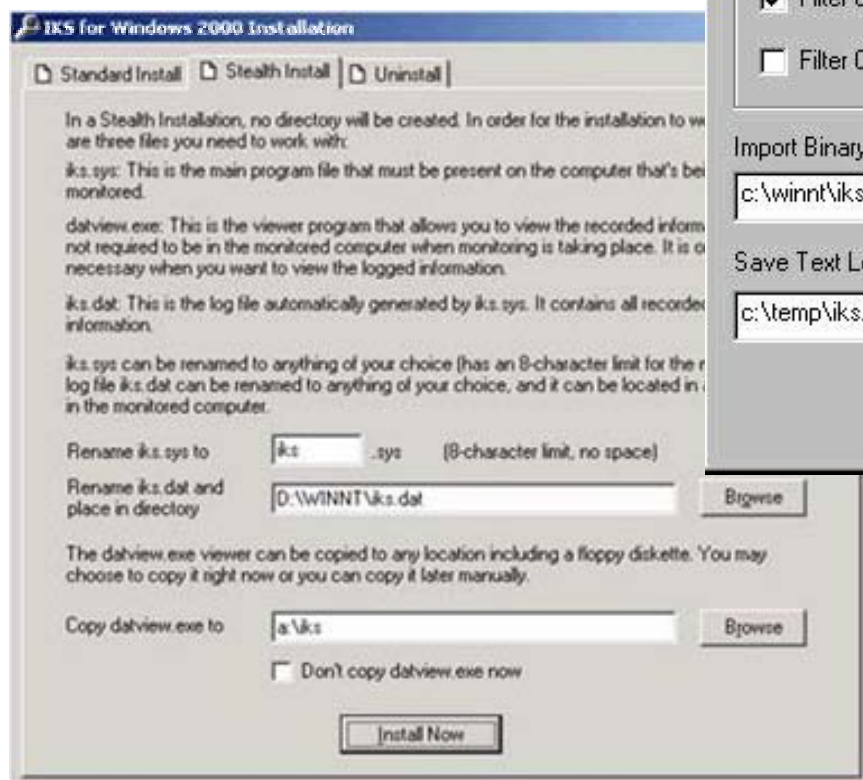 IKS for Windows 2000 Installation
Standard Install
Stealth Install
Uninstall
In a Stealth Installation, no directory will be created. In order for the installation to
are three files you need to work with:
iks.sys: This is the main program file that must be present on the computer that's
monitored.
datview.exe: This is the viewer program that allows you to view the recorded
not required to be in the monitored computer when monitoring is taking place. It is
necessary when you want to view the logged information.
iks.dat: This is the log file automatically generated by iks.sys. It contains all
information.
iks.sys can be renamed to anything of your choice (has an 8-character limit for the
log file iks.dat can be renamed to anything of your choice, and it can be located in
in the monitored computer.
Rename iks.sys to
iks
.sys
(8-character limit, no space)
Rename iks.dat and
place in directory
D:\WINNT\iks.dat
Browse
The datview.exe viewer can be copied to any location including a floppy diskette. You may
choose to copy it right now or you can copy it later manually.
Copy datview.exe to
a:\iks
Browse
Don't copy datview.exe now
Install Now
Filter
Filter
Import Binary
c:\winnt\iks
Save Text
c:\temp\iks.